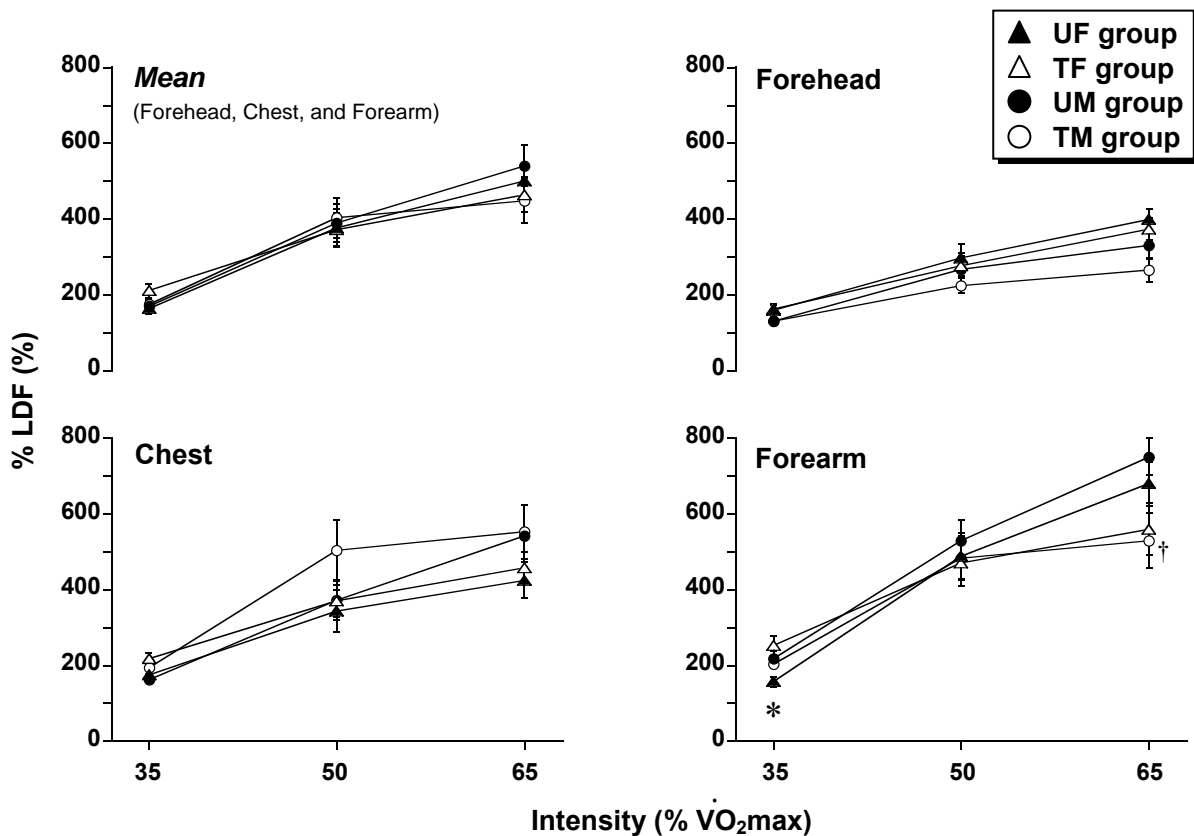 UF group
TF group
UM group
TM group
% LDF (%)
Mean
(Forehead, Chest, and Forearm)
800
600
400
200
0
Forehead
800
600
400
200
0
Chest
800
600
400
200
0
35 50 65
Forearm
800
600
400
200
0
†
*
35 50 65
Intensity (% V̇O₂max)